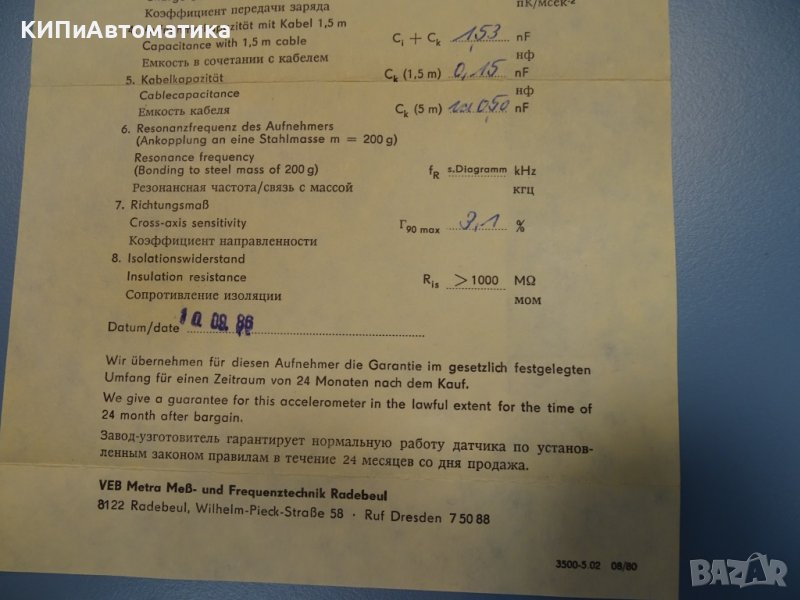 КИПиАвтоматика
Коэффициент передачи заряда
пк/мсек-2
zität mit Kabel 1,5 m
Capacitance with 1,5 m cable
Ci + Ck 1,53 nF
Емкость в сочетании с кабелем
нф
5. Kabelkapazität
Ck (1,5 m) 0,15 nF
Cablecapacitance
нф
Емкость кабеля
Ck (5 m) ca 0,50 nF
6. Resonanzfrequenz des Aufnehmers
(Ankopplung an eine Stahlmasse m = 200 g)
Resonance frequency
(Bonding to steel mass of 200 g)
fR s. Diagramm kHz
Резонансная частота/связь с массой
кгц
7. Richtungsmaß
Cross-axis sensitivity
Γ90 max 3,1 %
Коэффициент направленности
8. Isolationswiderstand
Insulation resistance
Ris > 1000 MΩ
Сопротивление изоляции
мом
Datum/date 10. 09. 86
Wir übernehmen für diesen Aufnehmer die Garantie im gesetzlich festgelegten
Umfang für einen Zeitraum von 24 Monaten nach dem Kauf.
We give a guarantee for this accelerometer in the lawful extent for the time of
24 month after bargain.
Завод-узготовитель гарантирует нормальную работу датчика по установ-
ленным законом правилам в течение 24 месяцев со дня продажа.
VEB Metra Meß- und Frequenztechnik Radebeul
8122 Radebeul, Wilhelm-Pieck-Straße 58 · Ruf Dresden 7 50 88
3500-5.02 08/80
BAZAR